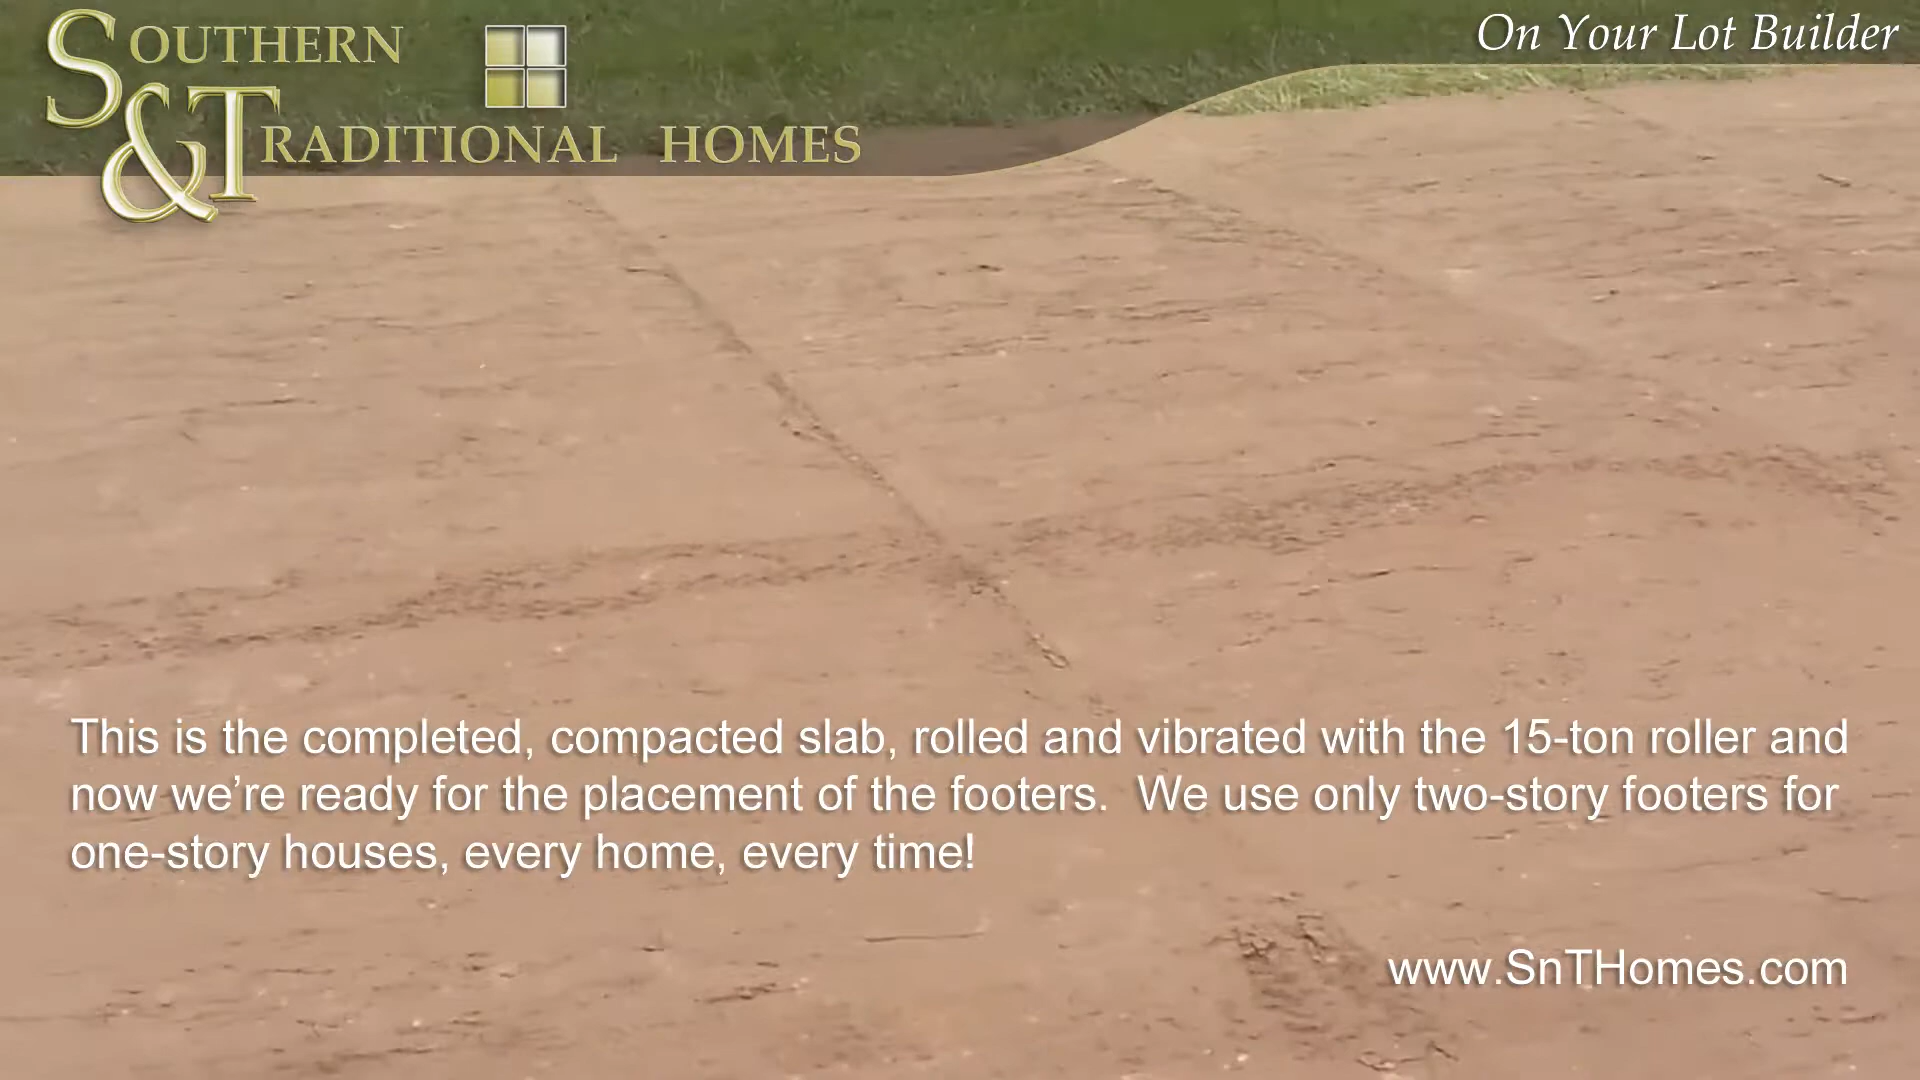 SOUTHERN
& TRADITIONAL HOMES
On Your Lot Builder
This is the completed, compacted slab, rolled and vibrated with the 15-ton roller and
now we’re ready for the placement of the footers.  We use only two-story footers for
one-story houses, every home, every time!
www.SnTHomes.com